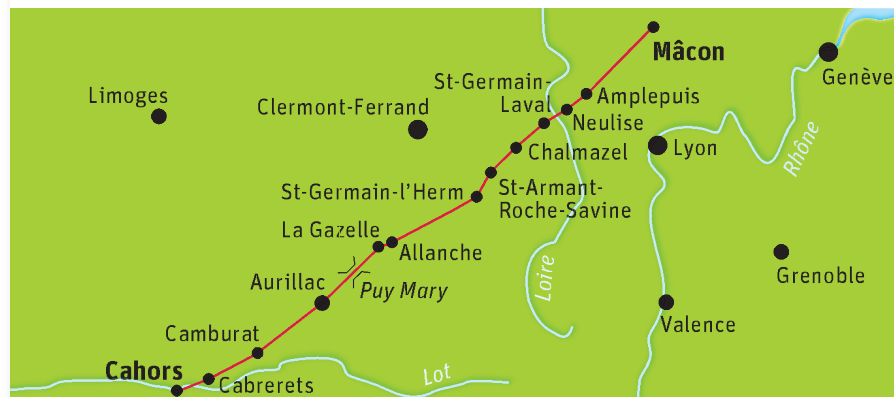 Mâcon
Genève
St-Germain-
Laval
Limoges
Clermont-Ferrand
Amplepuis
Neulise
Chalmazel
Lyon
Rhône
St-Germain-l'Herm
St-Armant-
Roche-Savine
La Gazelle
Allanche
Loire
Grenoble
Aurillac
Puy Mary
Valence
Camburat
Cahors
Cabrerets
Lot